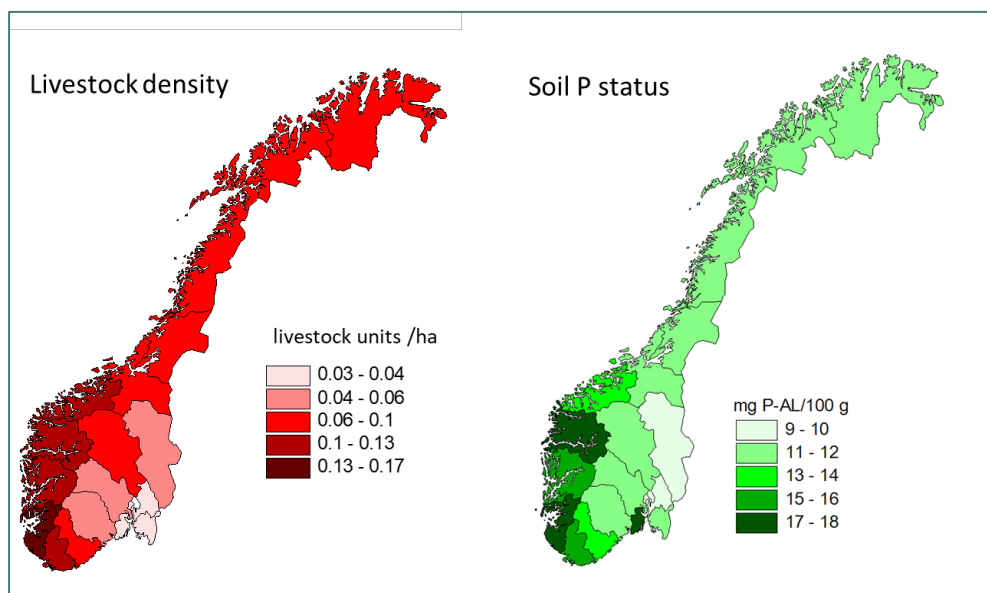 Livestock density
livestock units /ha
0.03 - 0.04
0.04 - 0.06
0.06 - 0.1
0.1 - 0.13
0.13 - 0.17
Soil P status
mg P-AL/100 g
9 - 10
11 - 12
13 - 14
15 - 16
17 - 18